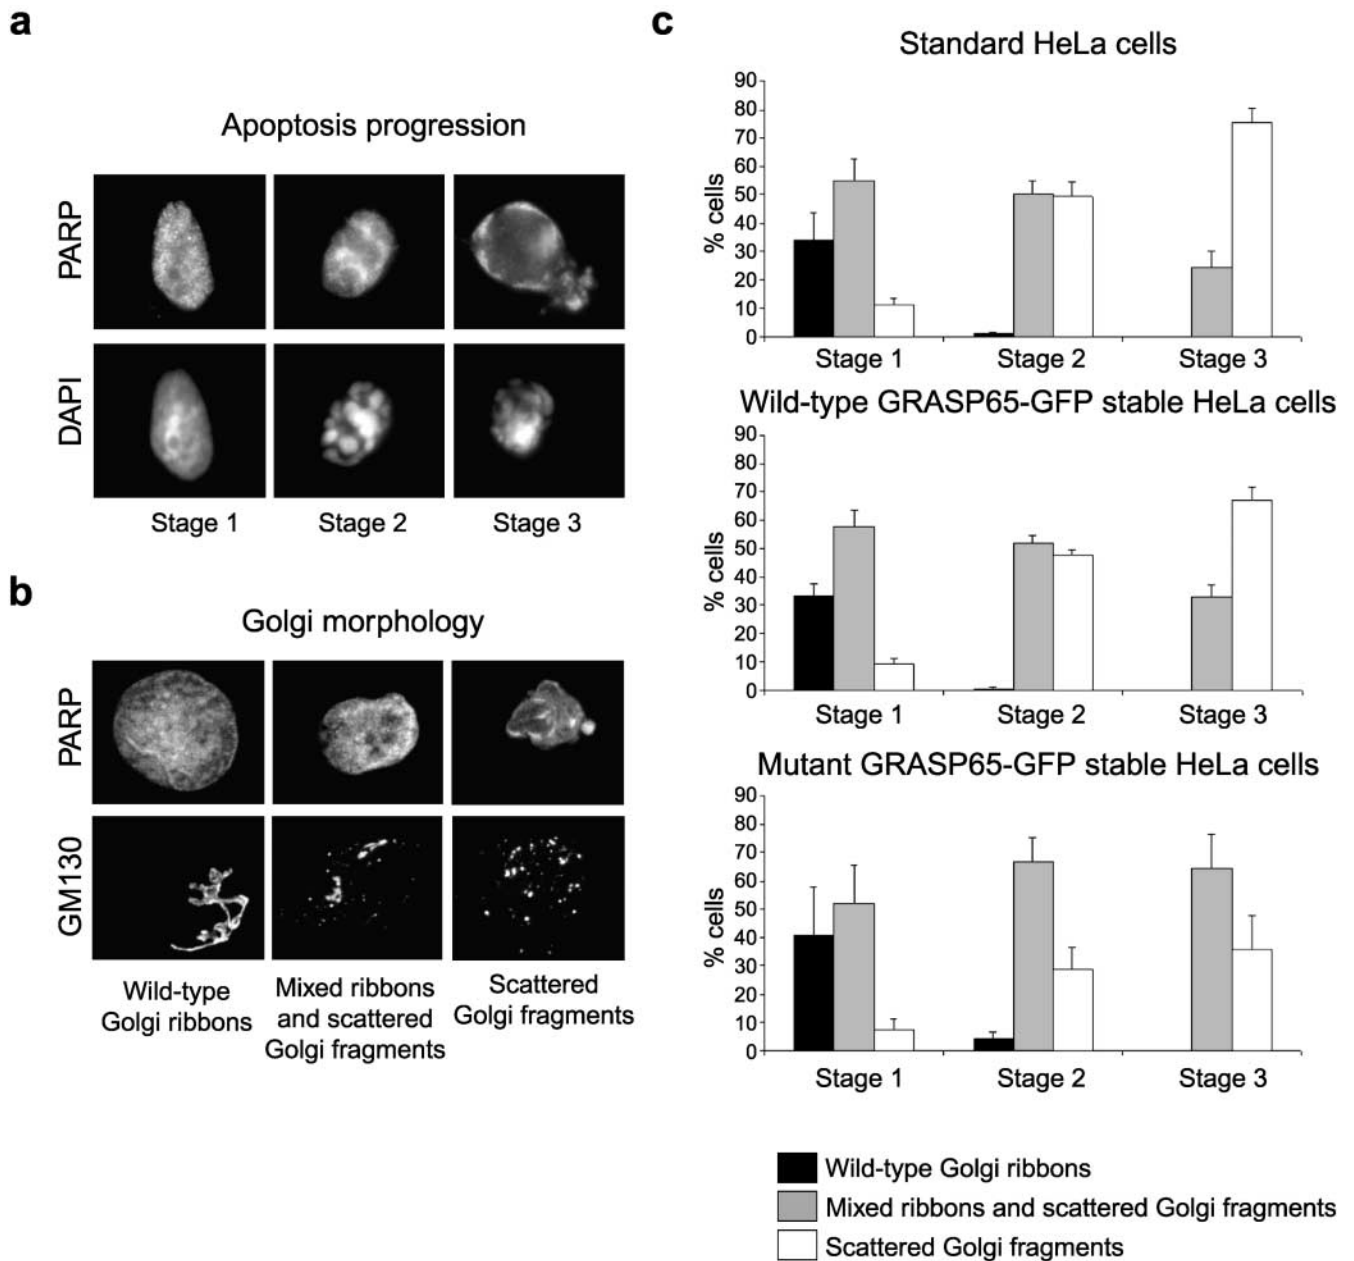 a
Apoptosis progression
PARP
DAPI
Stage 1
Stage 2
Stage 3
b
Golgi morphology
PARP
GM130
Wild-type
Golgi ribbons
Mixed ribbons
and scattered
Golgi fragments
Scattered
Golgi fragments
c
Standard HeLa cells
% cells
90
80
70
60
50
40
30
20
10
0
Stage 1
Stage 2
Stage 3
Wild-type GRASP65-GFP stable HeLa cells
% cells
90
80
70
60
50
40
30
20
10
0
Stage 1
Stage 2
Stage 3
Mutant GRASP65-GFP stable HeLa cells
% cells
90
80
70
60
50
40
30
20
10
0
Stage 1
Stage 2
Stage 3
Wild-type Golgi ribbons
Mixed ribbons and scattered Golgi fragments
Scattered Golgi fragments